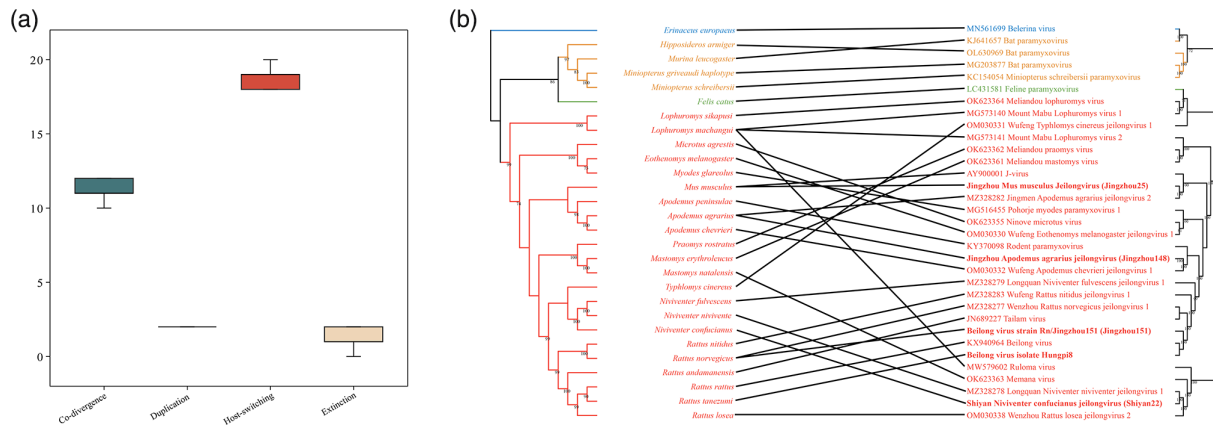 (a)
20
15
10
5
0
Co-divergence
Duplication
Host-switching
Extinction
(b)
Erinaceus europaeus
Hipposideros armiger
Murina leucogaster
Miniopterus griveaudi haplotype
Miniopterus schreibersii
Felis catus
Lophuromys sikapusi
Lophuromys machangui
Microtus agrestis
Eothenomys melanogaster
Myodes glareolus
Mus musculus
Apodemus peninsulae
Apodemus agrarius
Apodemus chevrieri
Praomys rostratus
Mastomys erythroleucus
Mastomys natalensis
Typhlomys cinereus
Niviventer fulvescens
Niviventer nivivente
Niviventer confucianus
Rattus nitidus
Rattus norvegicus
Rattus andamanensis
Rattus rattus
Rattus tanezumi
Rattus losea
MN561699 Belerina virus
KJ641657 Bat paramyxovirus
OL630969 Bat paramyxovirus
MG203877 Bat paramyxovirus
KC154054 Miniopterus schreibersii paramyxovirus
LC431581 Feline paramyxovirus
OK623364 Meliandou lophuromys virus
MG573140 Mount Mabu Lophuromys virus 1
OM030331 Wufeng Typhlomys cinereus jeilongvirus 1
MG573141 Mount Mabu Lophuromys virus 2
OK623362 Meliandou praomys virus
OK623361 Meliandou mastomys virus
AY900001 J-virus
Jingzhou Mus musculus Jeilongvirus (Jingzhou25)
MZ328282 Jingmen Apodemus agrarius jeilongvirus 2
MG516455 Pohorje myodes paramyxovirus 1
OK623355 Ninove microtus virus
OM030330 Wufeng Eothenomys melanogaster jeilongvirus 1
KY370098 Rodent paramyxovirus
Jingzhou Apodemus agrarius jeilongvirus (Jingzhou148)
OM030332 Wufeng Apodemus chevrieri jeilongvirus 1
MZ328279 Longquan Niviventer fulvescens jeilongvirus 1
MZ328283 Wufeng Rattus nitidus jeilongvirus 1
MZ328277 Wenzhou Rattus norvegicus jeilongvirus 1
JN689227 Tailam virus
Beilong virus strain Rn/Jingzhou151 (Jingzhou151)
KX940964 Beilong virus
Beilong virus isolate Hungpi8
MW579602 Ruloma virus
OK623363 Memana virus
MZ328278 Longquan Niviventer niviventer jeilongvirus 1
Shiyan Niviventer confucianus jeilongvirus (Shiyan22)
OM030338 Wenzhou Rattus losea jeilongvirus 2